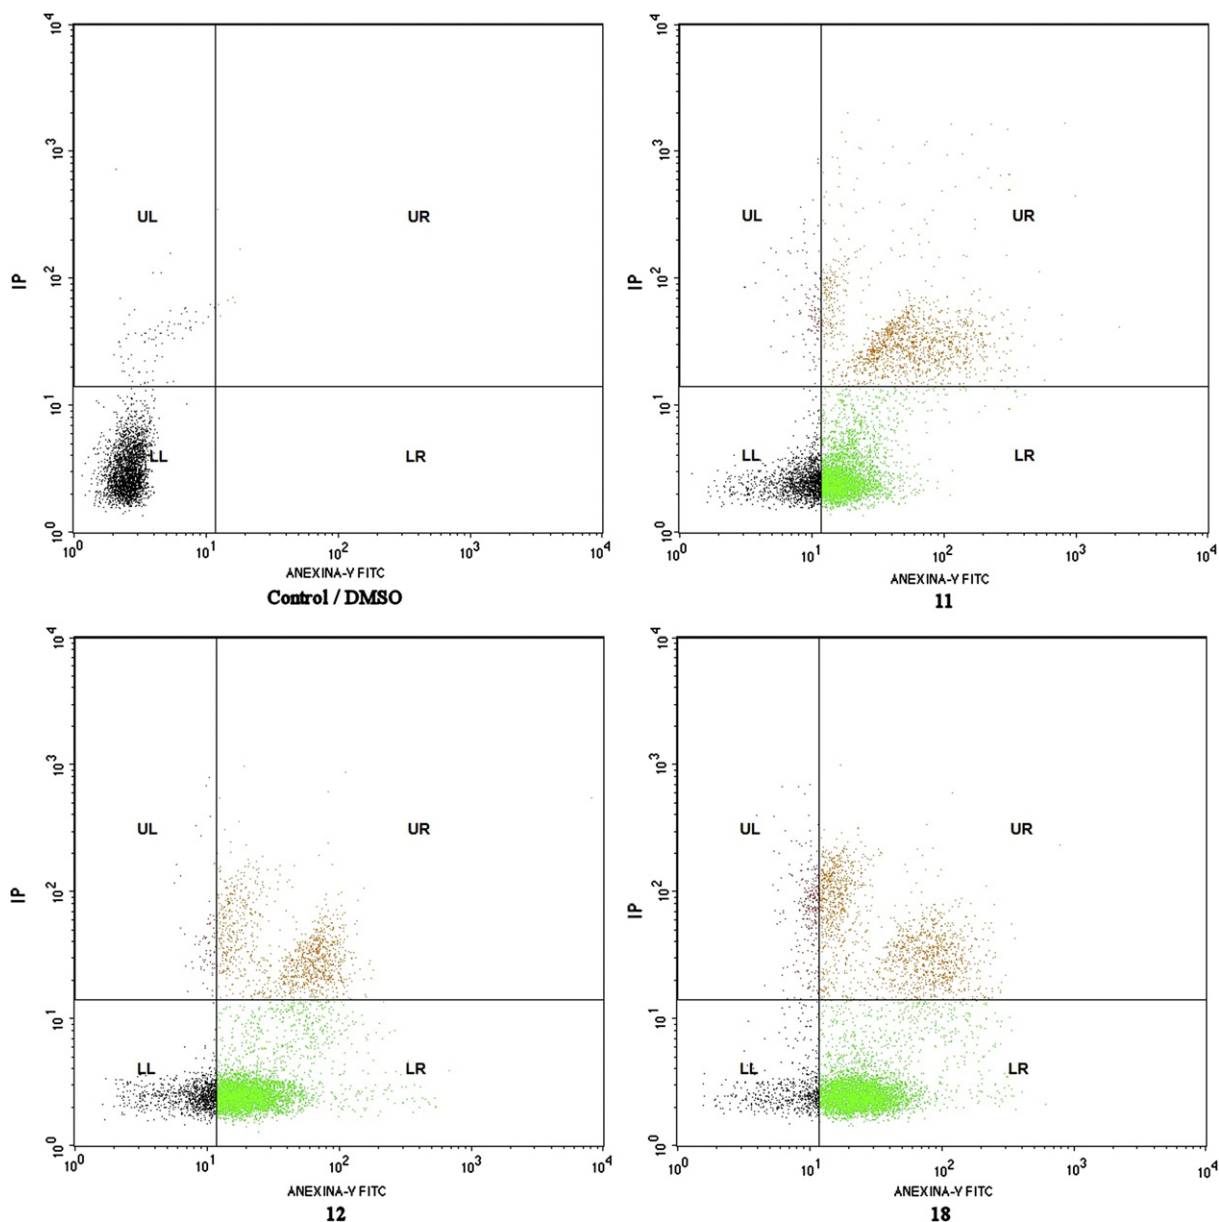 10⁴
10³
10²
10¹
10⁰
IP
UL
UR
LL
LR
10⁰ 10¹ 10² 10³ 10⁴
ANEXINA-V FITC
Control / DMSO
10⁴
10³
10²
10¹
10⁰
IP
UL
UR
LL
LR
10⁰ 10¹ 10² 10³ 10⁴
ANEXINA-V FITC
11
10⁴
10³
10²
10¹
10⁰
IP
UL
UR
LL
LR
10⁰ 10¹ 10² 10³ 10⁴
ANEXINA-V FITC
12
10⁴
10³
10²
10¹
10⁰
IP
UL
UR
LL
LR
10⁰ 10¹ 10² 10³ 10⁴
ANEXINA-V FITC
18